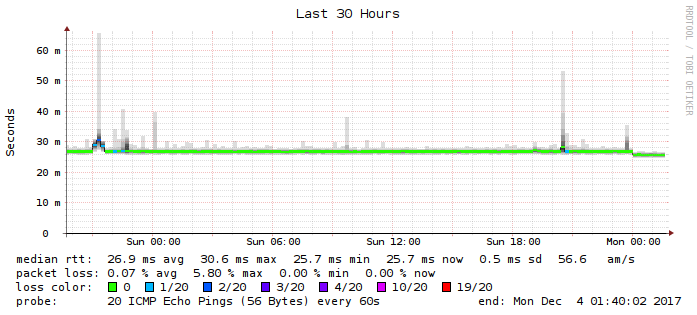 Last 30 Hours
RRDTOOL / TOBI OETIKER
Seconds
60 m
50 m
40 m
30 m
20 m
10 m
0
Sun 00:00 Sun 06:00 Sun 12:00 Sun 18:00 Mon 00:00
median rtt: 26.9 ms avg 30.6 ms max 25.7 ms min 25.7 ms now 0.5 ms sd 56.6 am/s
packet loss: 0.07 % avg 5.80 % max 0.00 % min 0.00 % now
loss color: 0 1/20 2/20 3/20 4/20 10/20 19/20
probe: 20 ICMP Echo Pings (56 Bytes) every 60s end: Mon Dec 4 01:40:02 2017